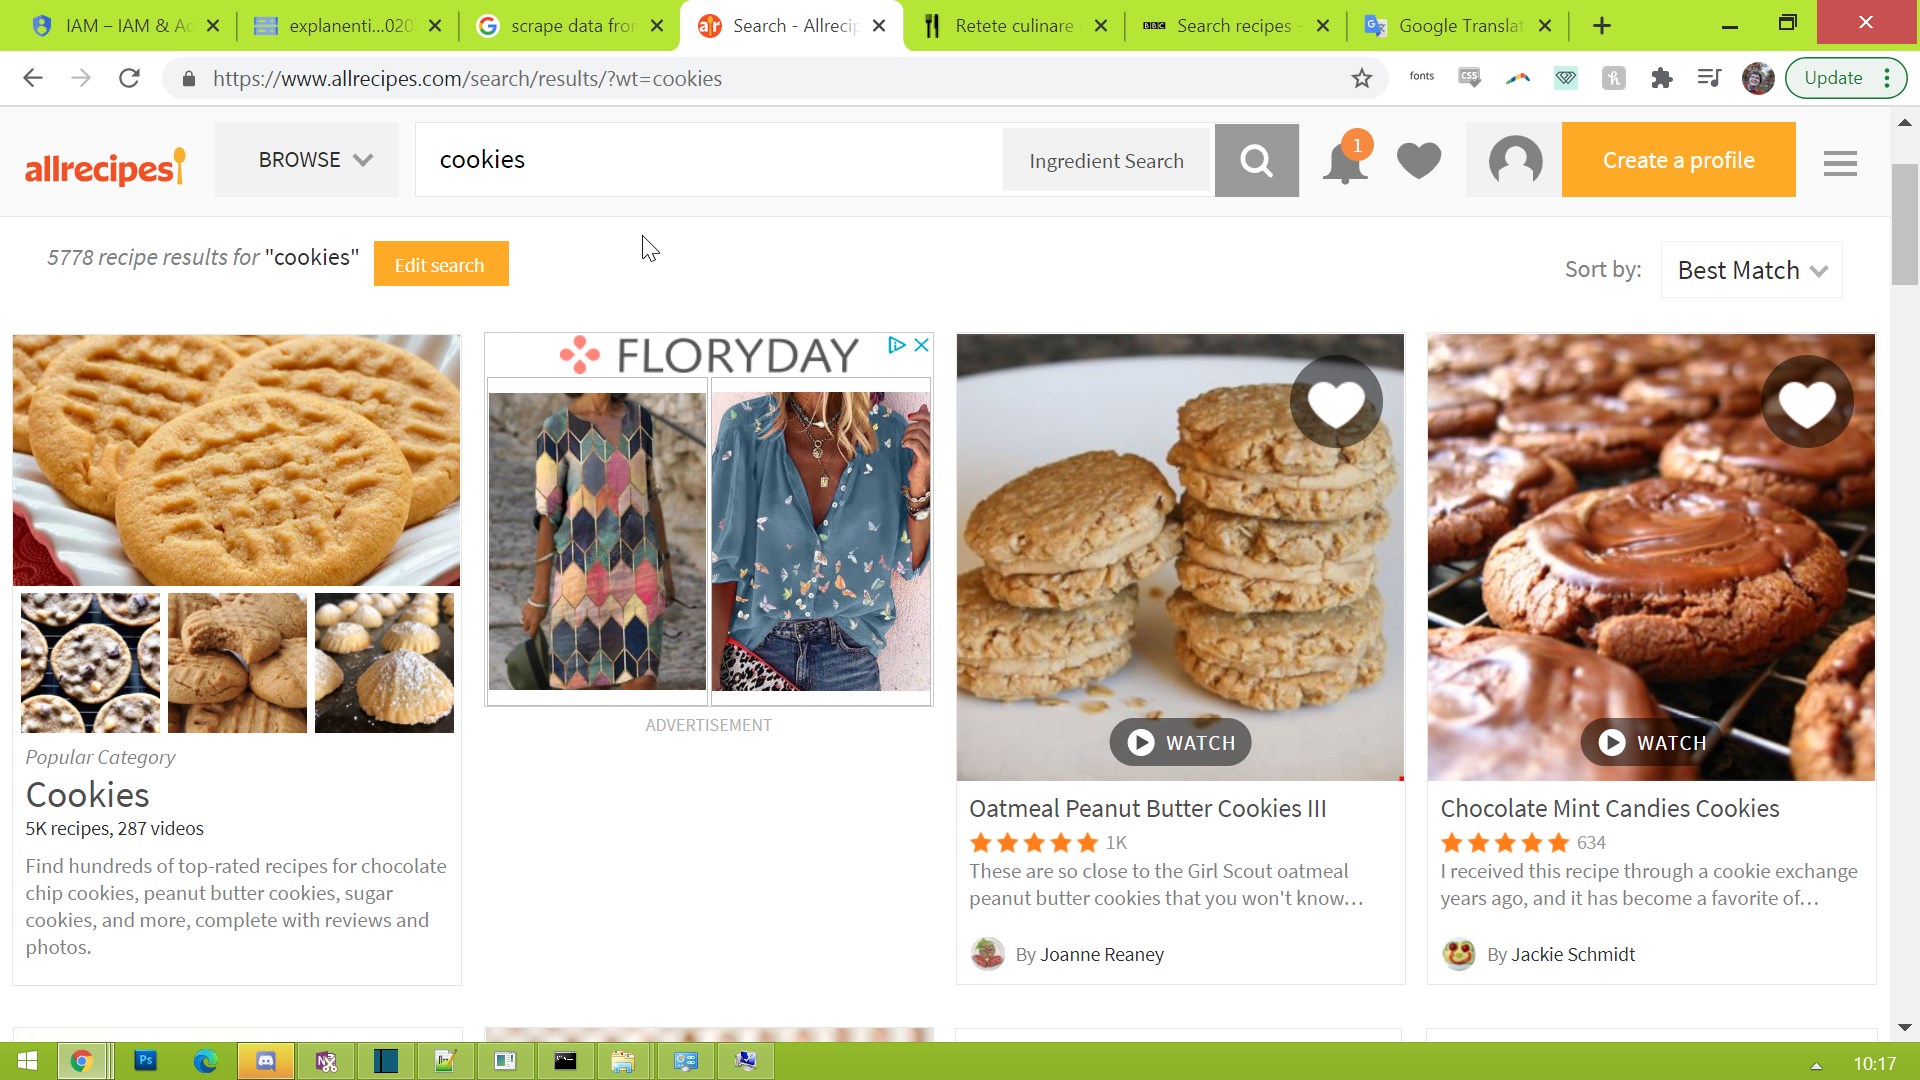 IAM – IAM & Ac
explanenti...020
scrape data from
Search - Allrecip
Retete culinare
BBC
Search recipes -
Google Translat
https://www.allrecipes.com/search/results/?wt=cookies
fonts
CSS
Update
allrecipes
BROWSE
cookies
Ingredient Search
1
Create a profile
5778 recipe results for "cookies"
Edit search
Sort by:
Best Match
FLORYDAY
ADVERTISEMENT
WATCH
WATCH
Popular Category
Cookies
5K recipes, 287 videos
Find hundreds of top-rated recipes for chocolate
chip cookies, peanut butter cookies, sugar
cookies, and more, complete with reviews and
photos.
Oatmeal Peanut Butter Cookies III
1K
These are so close to the Girl Scout oatmeal
peanut butter cookies that you won't know...
By Joanne Reaney
Chocolate Mint Candies Cookies
634
I received this recipe through a cookie exchange
years ago, and it has become a favorite of...
By Jackie Schmidt
Ps
10:17